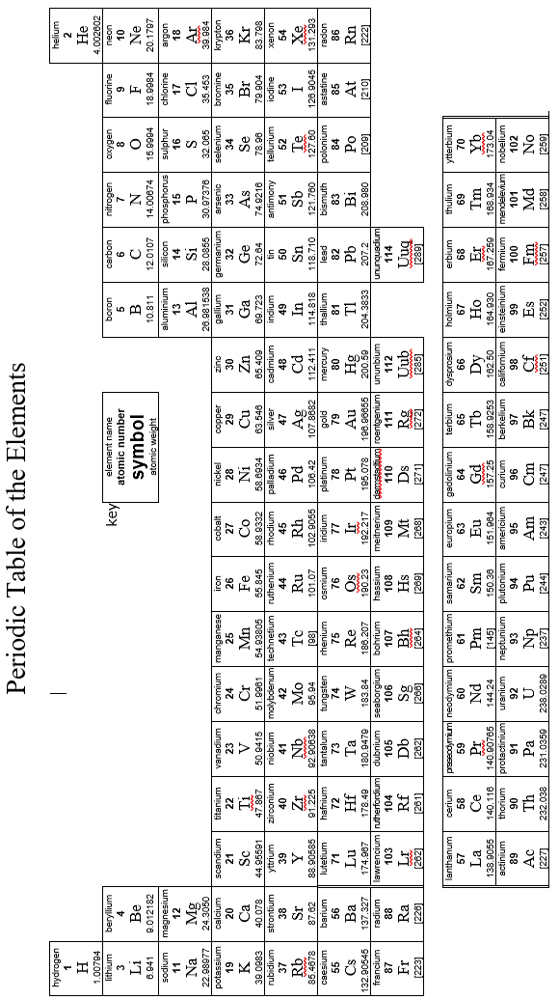 Periodic Table of the Elements
key
element name
atomic number
symbol
atomic weight
hydrogen helium
1 2
H He
1.00794 4.002602
lithium beryllium boron carbon nitrogen oxygen fluorine neon
3 4 5 6 7 8 9 10
Li Be B C N O F Ne
6.941 9.012182 10.811 12.0107 14.00674 15.9994 18.9984 20.1797
sodium magnesium aluminium silicon phosphorus sulphur chlorine argon
11 12 13 14 15 16 17 18
Na Mg Al Si P S Cl Ar
22.98977 24.3050 26.981538 28.0855 30.97376 32.065 35.453 39.984
potassium calcium scandium titanium vanadium chromium manganese iron cobalt nickel copper zinc gallium germanium arsenic selenium bromine krypton
19 20 21 22 23 24 25 26 27 28 29 30 31 32 33 34 35 36
K Ca Sc Ti V Cr Mn Fe Co Ni Cu Zn Ga Ge As Se Br Kr
39.0983 40.078 44.95591 47.867 50.9415 51.9961 54.93805 55.845 58.9332 58.6934 63.546 65.409 69.723 72.64 74.9216 78.96 79.904 83.798
rubidium strontium yttrium zirconium niobium molybdenum technetium ruthenium rhodium palladium silver cadmium indium tin antimony tellurium iodine xenon
37 38 39 40 41 42 43 44 45 46 47 48 49 50 51 52 53 54
Rb Sr Y Zr Nb Mo Tc Ru Rh Pd Ag Cd In Sn Sb Te I Xe
85.4678 87.62 88.90585 91.225 92.90638 95.94 [98] 101.07 102.9055 106.42 107.8682 112.411 114.818 118.710 121.760 127.60 126.9045 131.293
caesium barium lutetium hafnium tantalum tungsten rhenium osmium iridium platinum gold mercury thallium lead bismuth polonium astatine radon
55 56 71 72 73 74 75 76 77 78 79 80 81 82 83 84 85 86
Cs Ba Lu Hf Ta W Re Os Ir Pt Au Hg Tl Pb Bi Po At Rn
132.90545 137.327 174.967 178.49 180.9479 183.84 186.207 190.23 192.217 195.078 196.96655 200.59 204.3833 207.2 208.980 [209] [210] [222]
francium radium lawrencium rutherfordium dubnium seaborgium bohrium hassium meitnerium darmstadtium roentgenium ununbium ununquadium
87 88 103 104 105 106 107 108 109 110 111 112 114
Fr Ra Lr Rf Db Sg Bh Hs Mt Ds Rg Uub Uuq
[223] [226] [262] [261] [262] [266] [264] [269] [268] [271] [272] [285] [289]
lanthanum cerium praseodymium neodymium promethium samarium europium gadolinium terbium dysprosium holmium erbium thulium ytterbium
57 58 59 60 61 62 63 64 65 66 67 68 69 70
La Ce Pr Nd Pm Sm Eu Gd Tb Dy Ho Er Tm Yb
138.9055 140.116 140.90765 144.24 [145] 150.36 151.964 157.25 158.9253 162.50 164.930 167.259 168.934 173.04
actinium thorium protactinium uranium neptunium plutonium americium curium berkelium californium einsteinium fermium mendelevium nobelium
89 90 91 92 93 94 95 96 97 98 99 100 101 102
Ac Th Pa U Np Pu Am Cm Bk Cf Es Fm Md No
[227] 232.038 231.0359 238.0289 [237] [244] [243] [247] [247] [251] [252] [257] [258] [259]